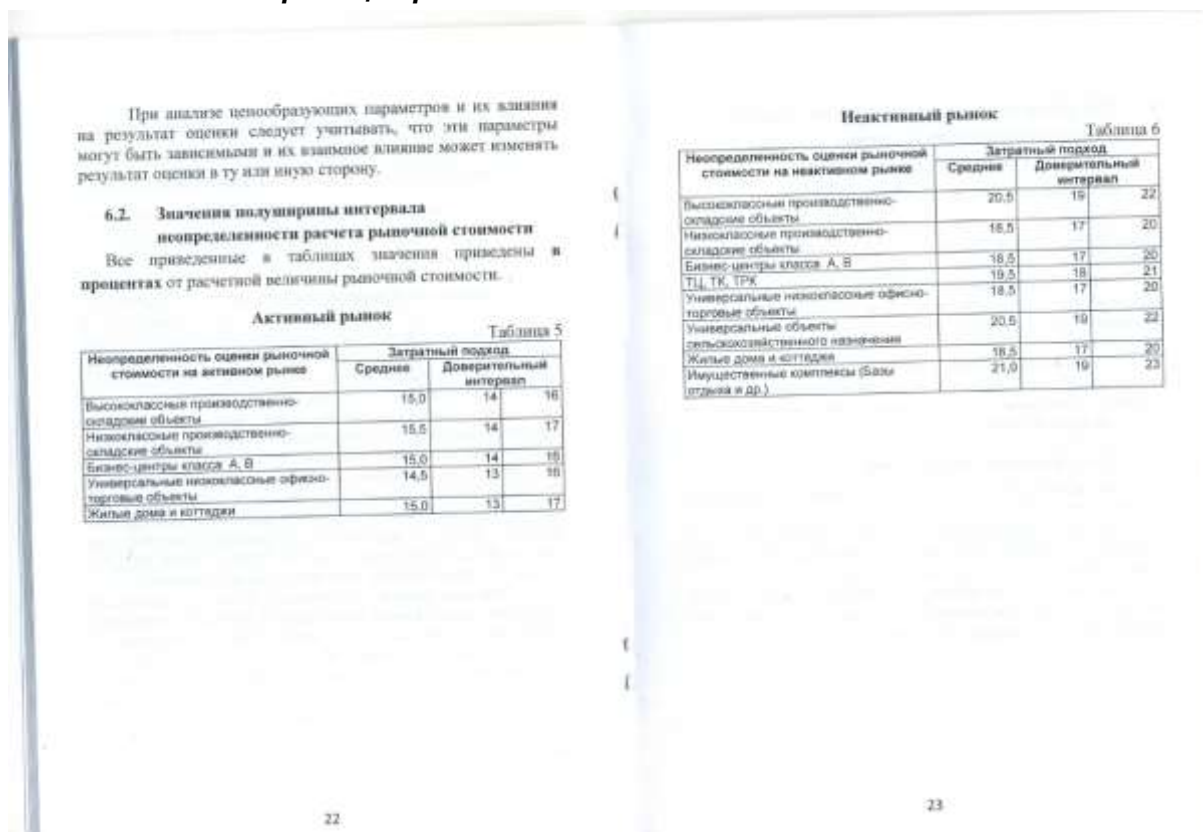 При анализе ценообразующих параметров и их влияния
на результат оценки следует учитывать, что эти параметры
могут быть зависимыми и их взаимное влияние может изменять
результат оценки в ту или иную сторону.
6.2. Значения полуширины интервала
неопределенности расчета рыночной стоимости
Все приведенные в таблицах значения приведены в
процентах от расчетной величины рыночной стоимости.
Активный рынок
Таблица 5
Неопределенность оценки рыночной стоимости на активном рынке Затратный подход
Среднее Доверительный интервал
Высококлассные производственно-
складские объекты 15,0 14 16
Низкоклассные производственно-
складские объекты 15,5 14 17
Бизнес-центры класса А, В 15,0 14 16
Универсальные низкоклассные офисно-
торговые объекты 14,5 13 16
Жилые дома и коттеджи 15,0 13 17
22
Неактивный рынок
Таблица 6
Неопределенность оценки рыночной стоимости на неактивном рынке Затратный подход
Среднее Доверительный интервал
Высококлассные производственно-
складские объекты 20,5 19 22
Низкоклассные производственно-
складские объекты 18,5 17 20
Бизнес-центры класса А, В 18,5 17 20
ТЦ, ТК, ТРК 19,5 18 21
Универсальные низкоклассные офисно-
торговые объекты 18,5 17 20
Универсальные объекты
сельскохозяйственного назначения 20,5 19 22
Жилые дома и коттеджи 18,5 17 20
Имущественные комплексы (Базы
отдыха и др.) 21,0 19 23
23